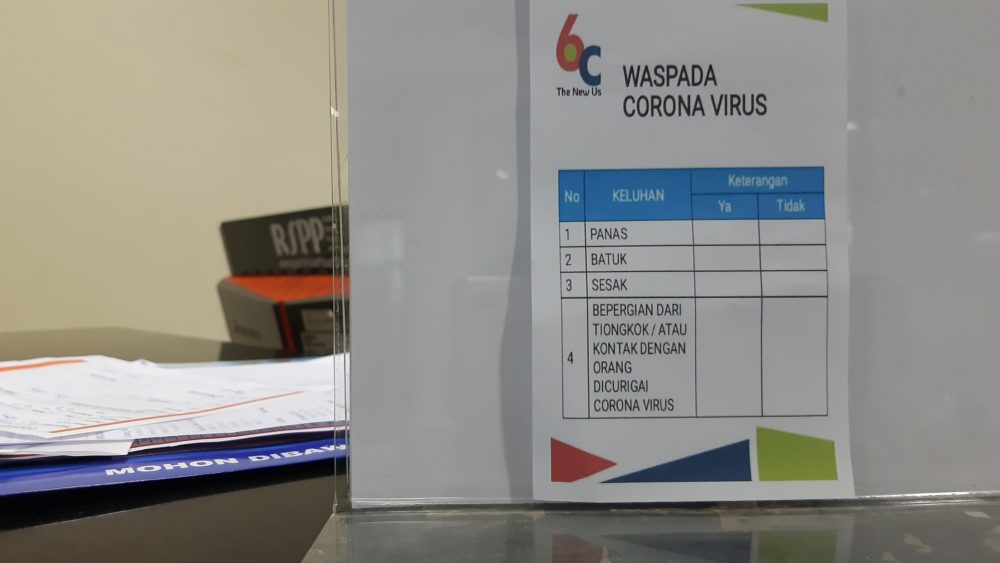 6C
The New Us
WASPADA
CORONA VIRUS
No KELUHAN Keterangan
Ya Tidak
1 PANAS
2 BATUK
3 SESAK
4 BEPERGIAN DARI
TIONGKOK / ATAU
KONTAK DENGAN
ORANG
DICURIGAI
CORONA VIRUS
RSPP
MOHON DIBAW